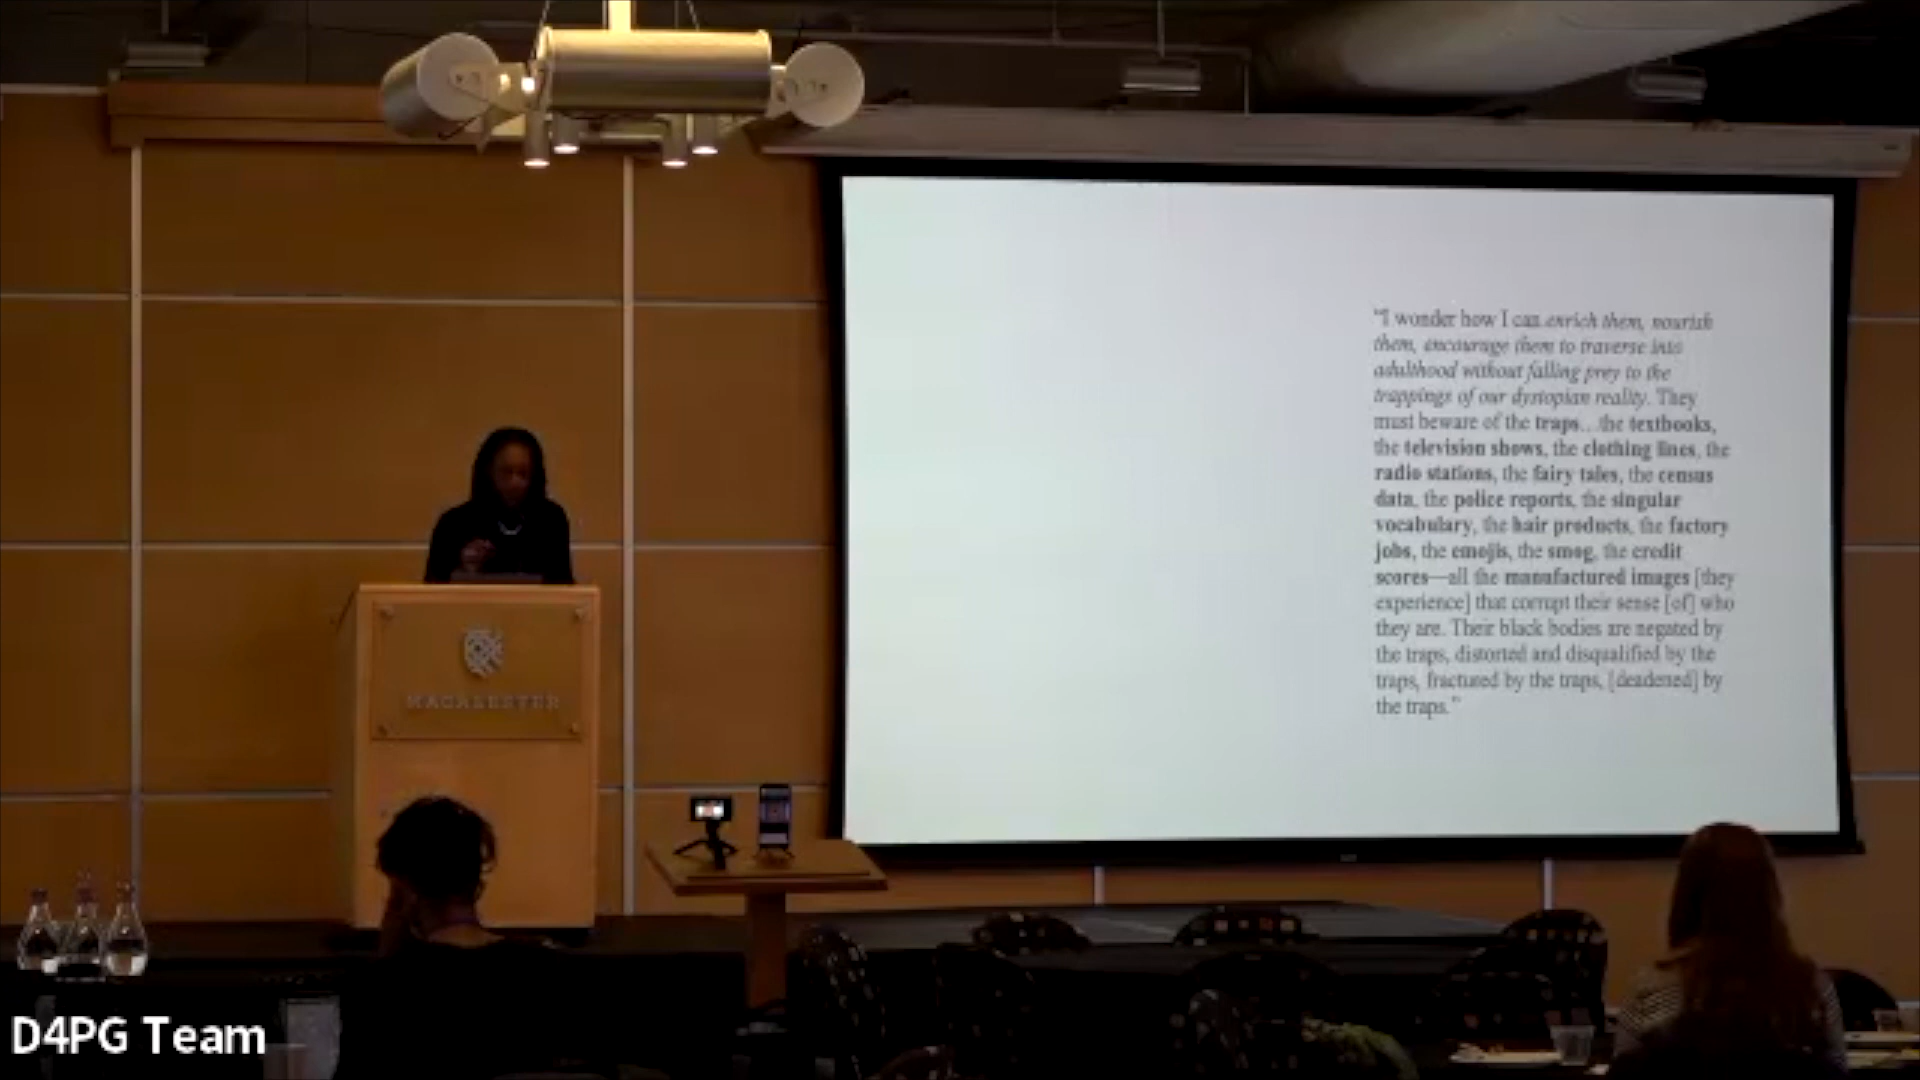 "I wonder how I can enrich them, nourish
them, encourage them to traverse into
adulthood without falling prey to the
trappings of our dystopian reality. They
must beware of the traps…the textbooks,
the television shows, the clothing lines, the
radio stations, the fairy tales, the census
data, the police reports, the singular
vocabulary, the hair products, the factory
jobs, the emojis, the smog, the credit
scores—all the manufactured images [they
experience] that corrupt their sense [of] who
they are. Their black bodies are negated by
the traps, distorted and disqualified by the
traps, fractured by the traps, [deadened] by
the traps."
MACALESTER
D4PG Team